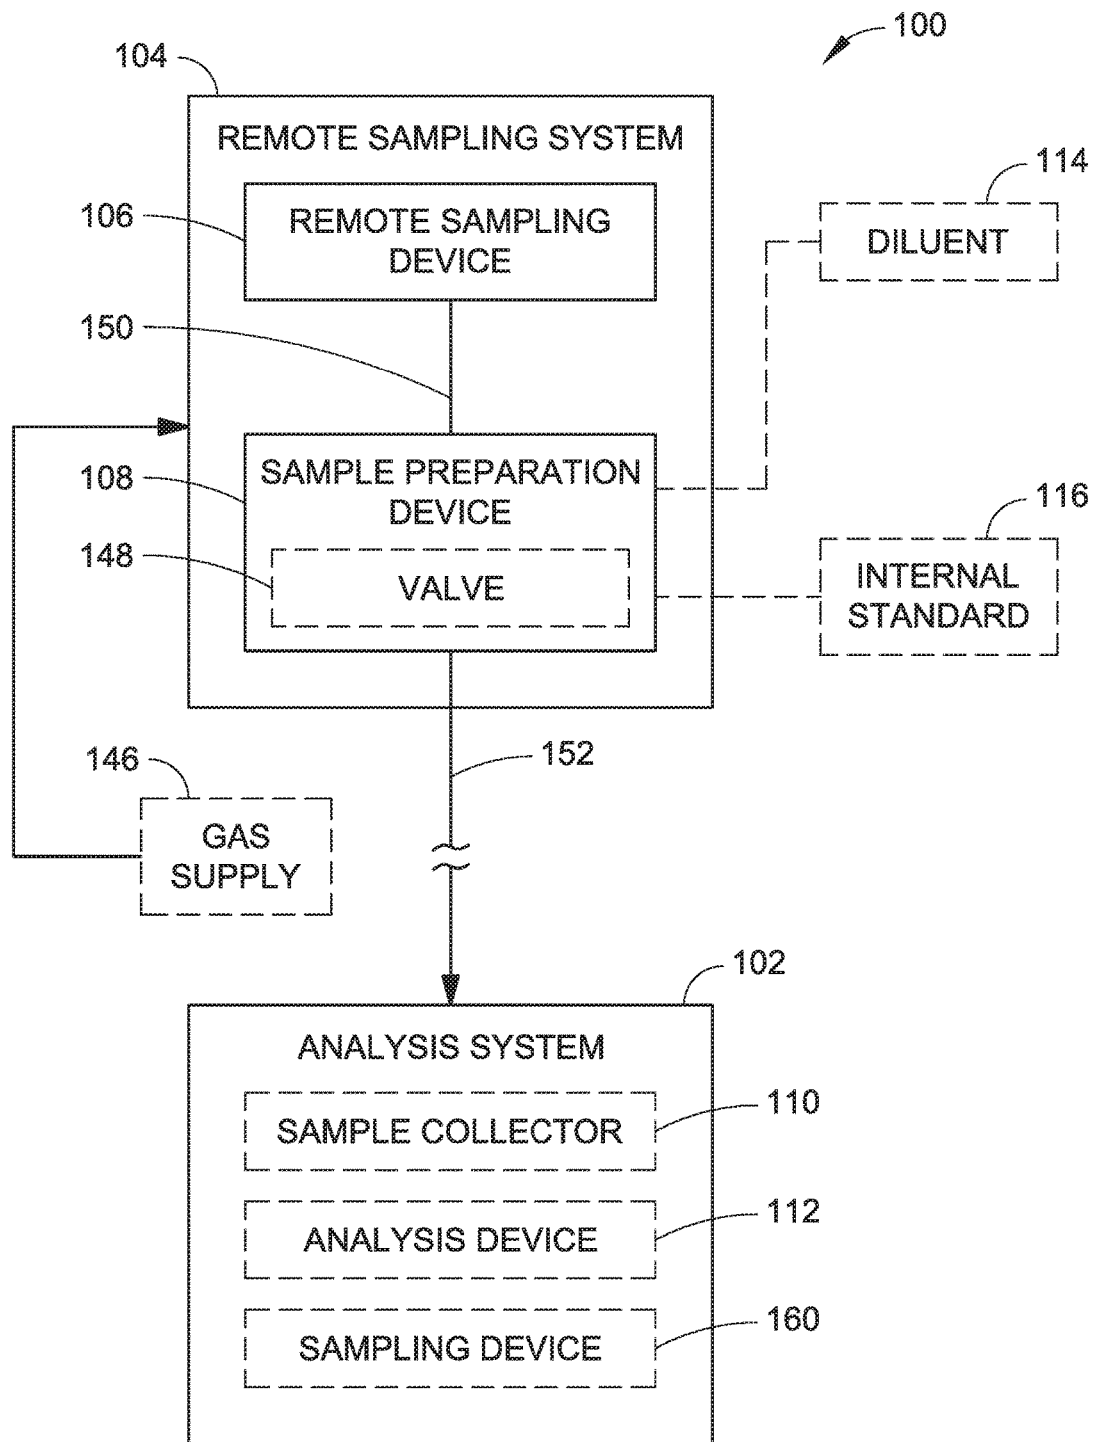 100
104
REMOTE SAMPLING SYSTEM
114
106
REMOTE SAMPLING
DEVICE
DILUENT
150
108
SAMPLE PREPARATION
DEVICE
116
148
VALVE
INTERNAL
STANDARD
146
152
GAS
SUPPLY
102
ANALYSIS SYSTEM
110
SAMPLE COLLECTOR
112
ANALYSIS DEVICE
160
SAMPLING DEVICE